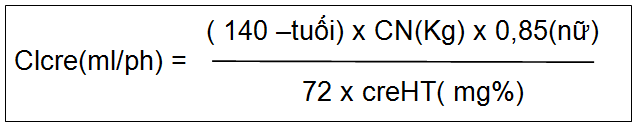 ( 140 –tuổi) x CN(Kg) x 0,85(nữ)
Clcre(ml/ph) =
72 x creHT( mg%)